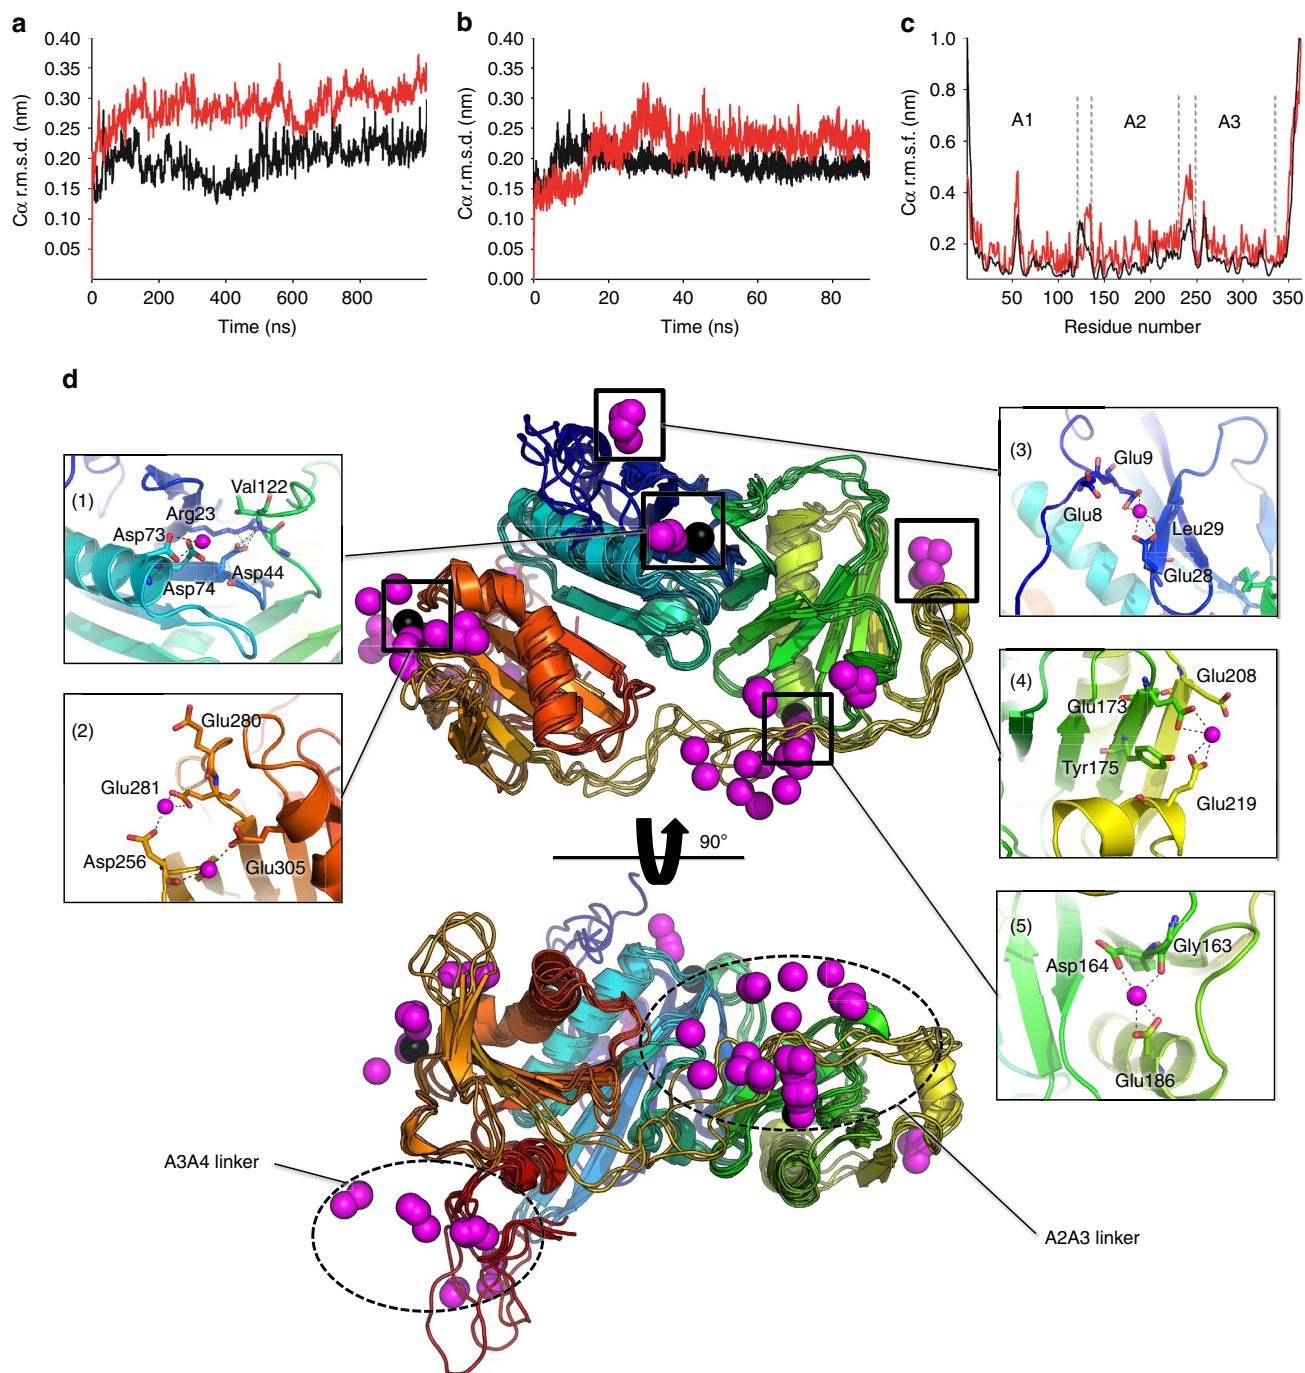 a
0.40
0.35
0.30
0.25
0.20
0.15
0.10
0.05
Cα r.m.s.d. (nm)
0
200
400
600
800
Time (ns)
b
0.40
0.35
0.30
0.25
0.20
0.15
0.10
0.05
0.00
Cα r.m.s.d. (nm)
0
20
40
60
80
Time (ns)
c
1.0
0.8
0.6
0.4
0.2
Cα r.m.s.f. (nm)
A1
A2
A3
50
100
150
200
250
300
350
Residue number
d
(1)
Val122
Arg23
Asp73
Asp74
Asp44
(2)
Glu280
Glu281
Asp256
Glu305
(3)
Glu9
Glu8
Leu29
Glu28
(4)
Glu208
Glu173
Tyr175
Glu219
(5)
Gly163
Asp164
Glu186
90°
A3A4 linker
A2A3 linker